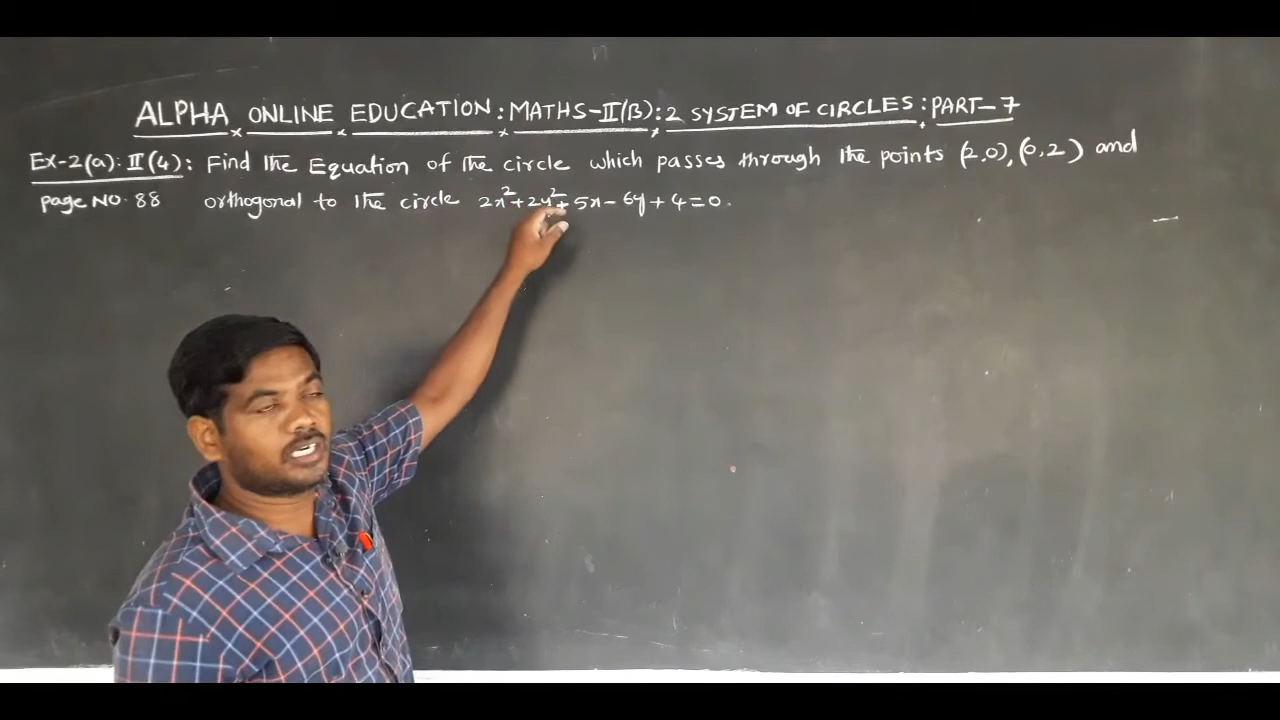 ALPHA ONLINE EDUCATION: MATHS-II(B): 2 SYSTEM OF CIRCLES: PART-7
Ex-2(a): II(4): Find the Equation of the circle which passes through the points (2,0), (0,2) and
page NO. 88 orthogonal to the circle 2x²+2y²+5x-6y+4=0.